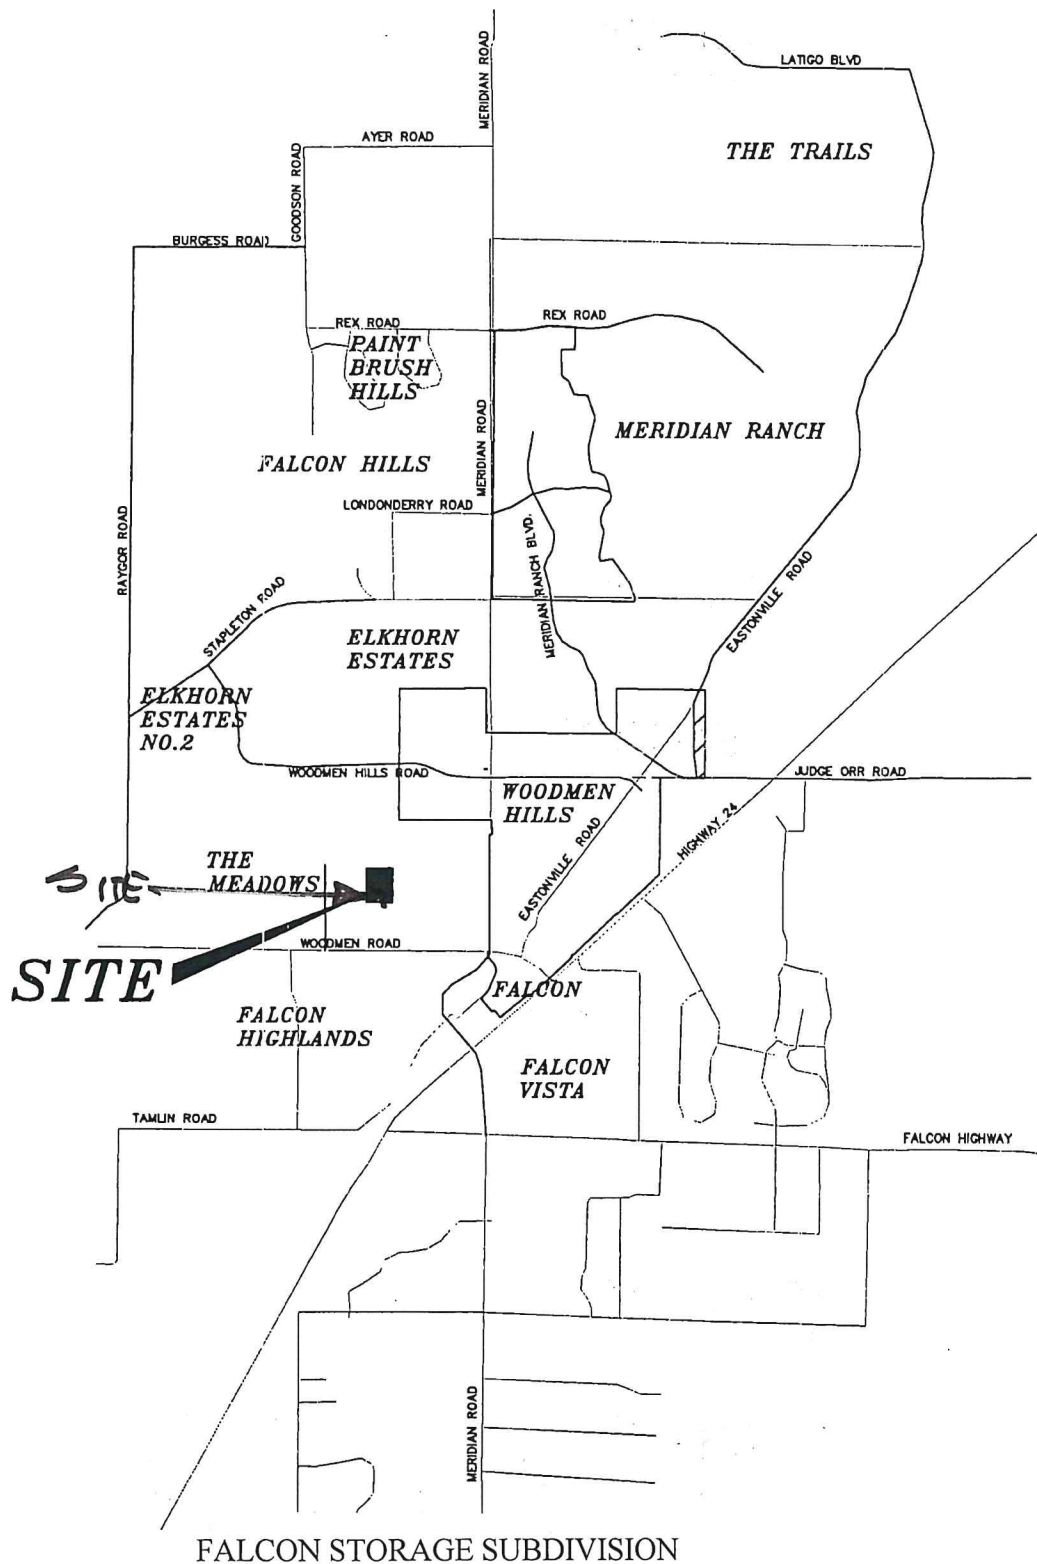 MERIDIAN ROAD
LATIGO BLVD
AYER ROAD
THE TRAILS
GOODSON ROAD
BURGESS ROAD
REX ROAD
REX ROAD
PAINT
BRUSH
HILLS
MERIDIAN ROAD
MERIDIAN RANCH
FALCON HILLS
LONDONDERRY ROAD
RAYGOR ROAD
MERIDIAN RANCH BLVD.
EASTONVILLE ROAD
STAPLETON ROAD
ELKHORN
ESTATES
ELKHORN
ESTATES
NO.2
WOODMEN HILLS ROAD
JUDGE ORR ROAD
WOODMEN
HILLS
EASTONVILLE ROAD
HIGHWAY 24
THE
MEADOWS
SITE
WOODMEN ROAD
SITE
FALCON
FALCON
HIGHLANDS
FALCON
VISTA
TAMLIN ROAD
FALCON HIGHWAY
MERIDIAN ROAD
FALCON STORAGE SUBDIVISION